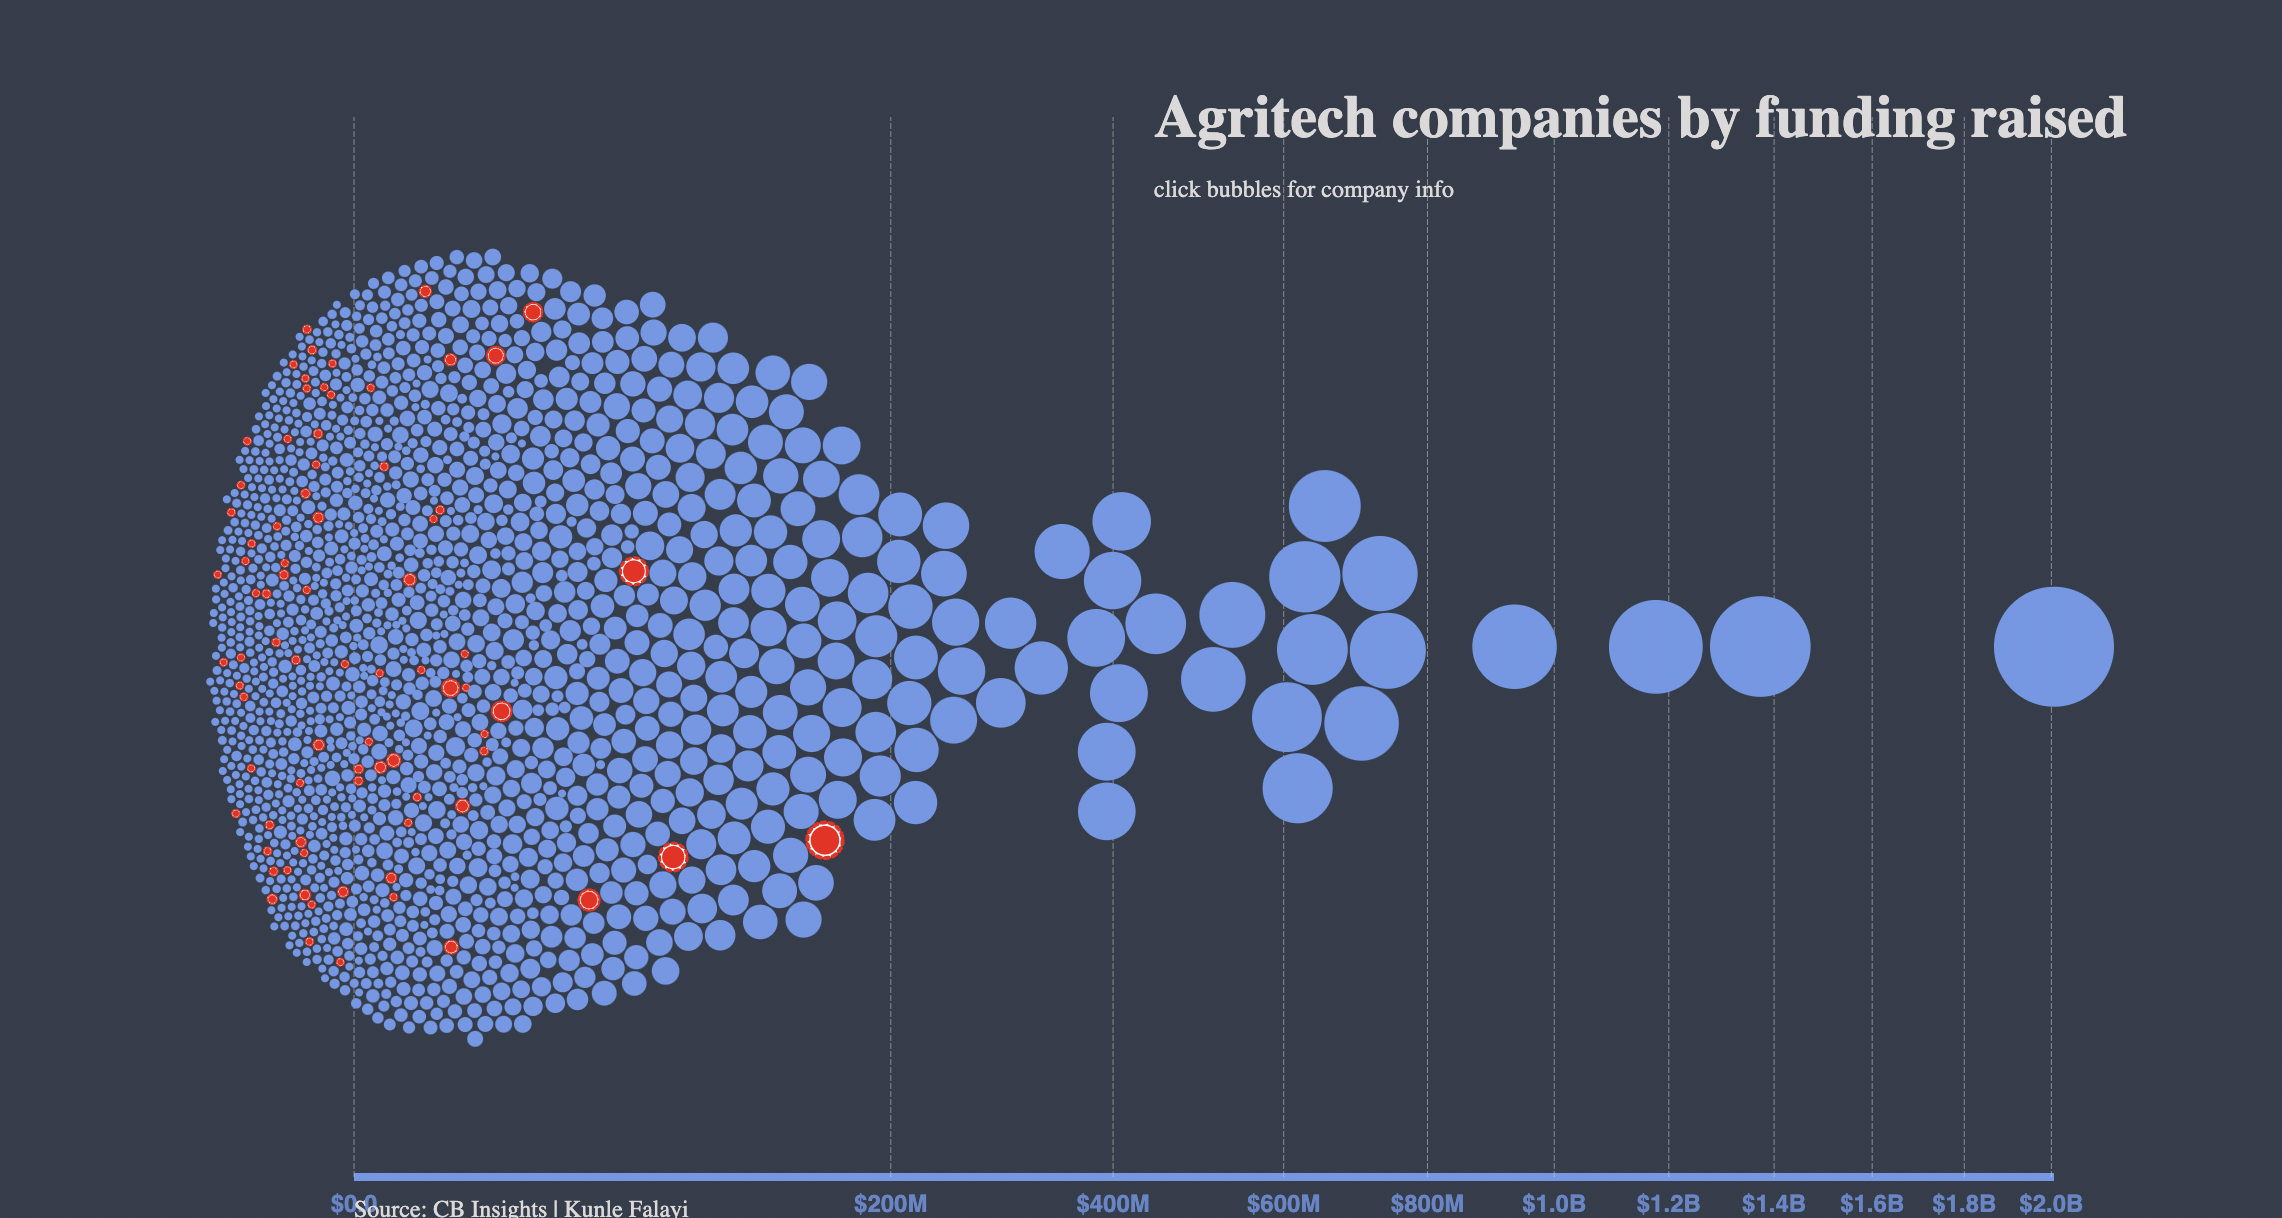 Agritech companies by funding raised
click bubbles for company info
$200M $400M $600M $800M $1.0B $1.2B $1.4B $1.6B $1.8B $2.0B
Source: CB Insights | Kunle Falayi